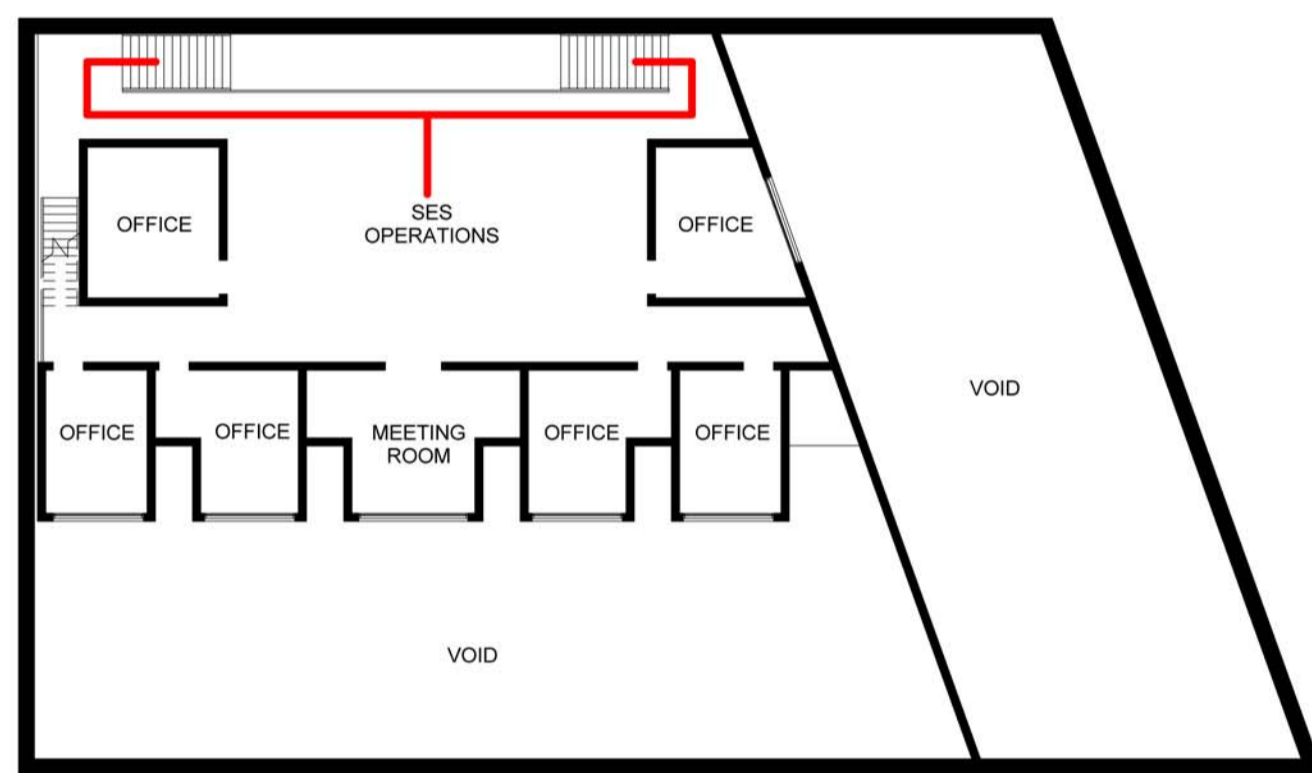 OFFICE
SES
OPERATIONS
OFFICE
VOID
OFFICE
OFFICE
MEETING
ROOM
OFFICE
OFFICE
VOID